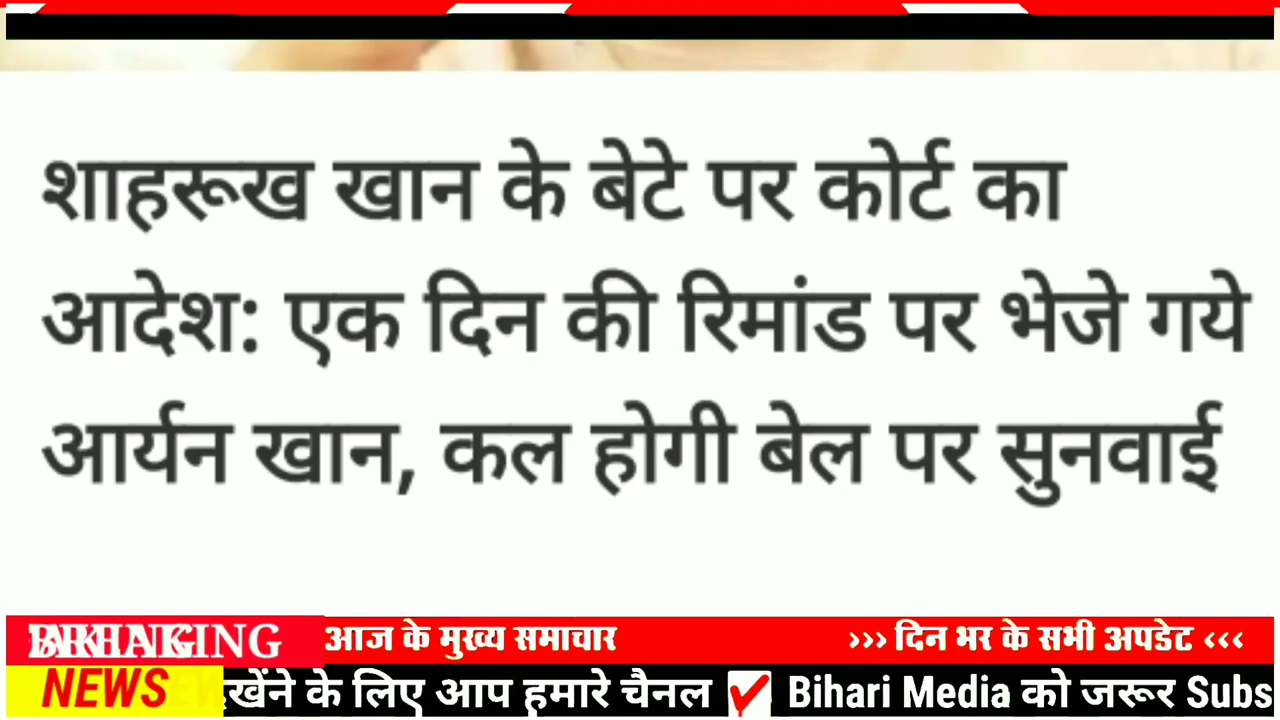 शाहरूख खान के बेटे पर कोर्ट का
आदेश: एक दिन की रिमांड पर भेजे गये
आर्यन खान, कल होगी बेल पर सुनवाई
आज के मुख्य समाचार >>> दिन भर के सभी अपडेट <<<
NEWS के लिए आप हमारे चैनल ✔ Bihari Media को जरूर Subs